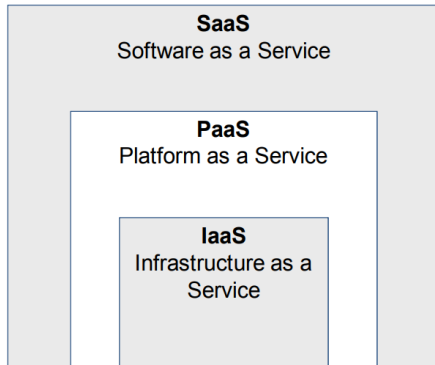 SaaS
Software as a Service
PaaS
Platform as a Service
IaaS
Infrastructure as a
Service